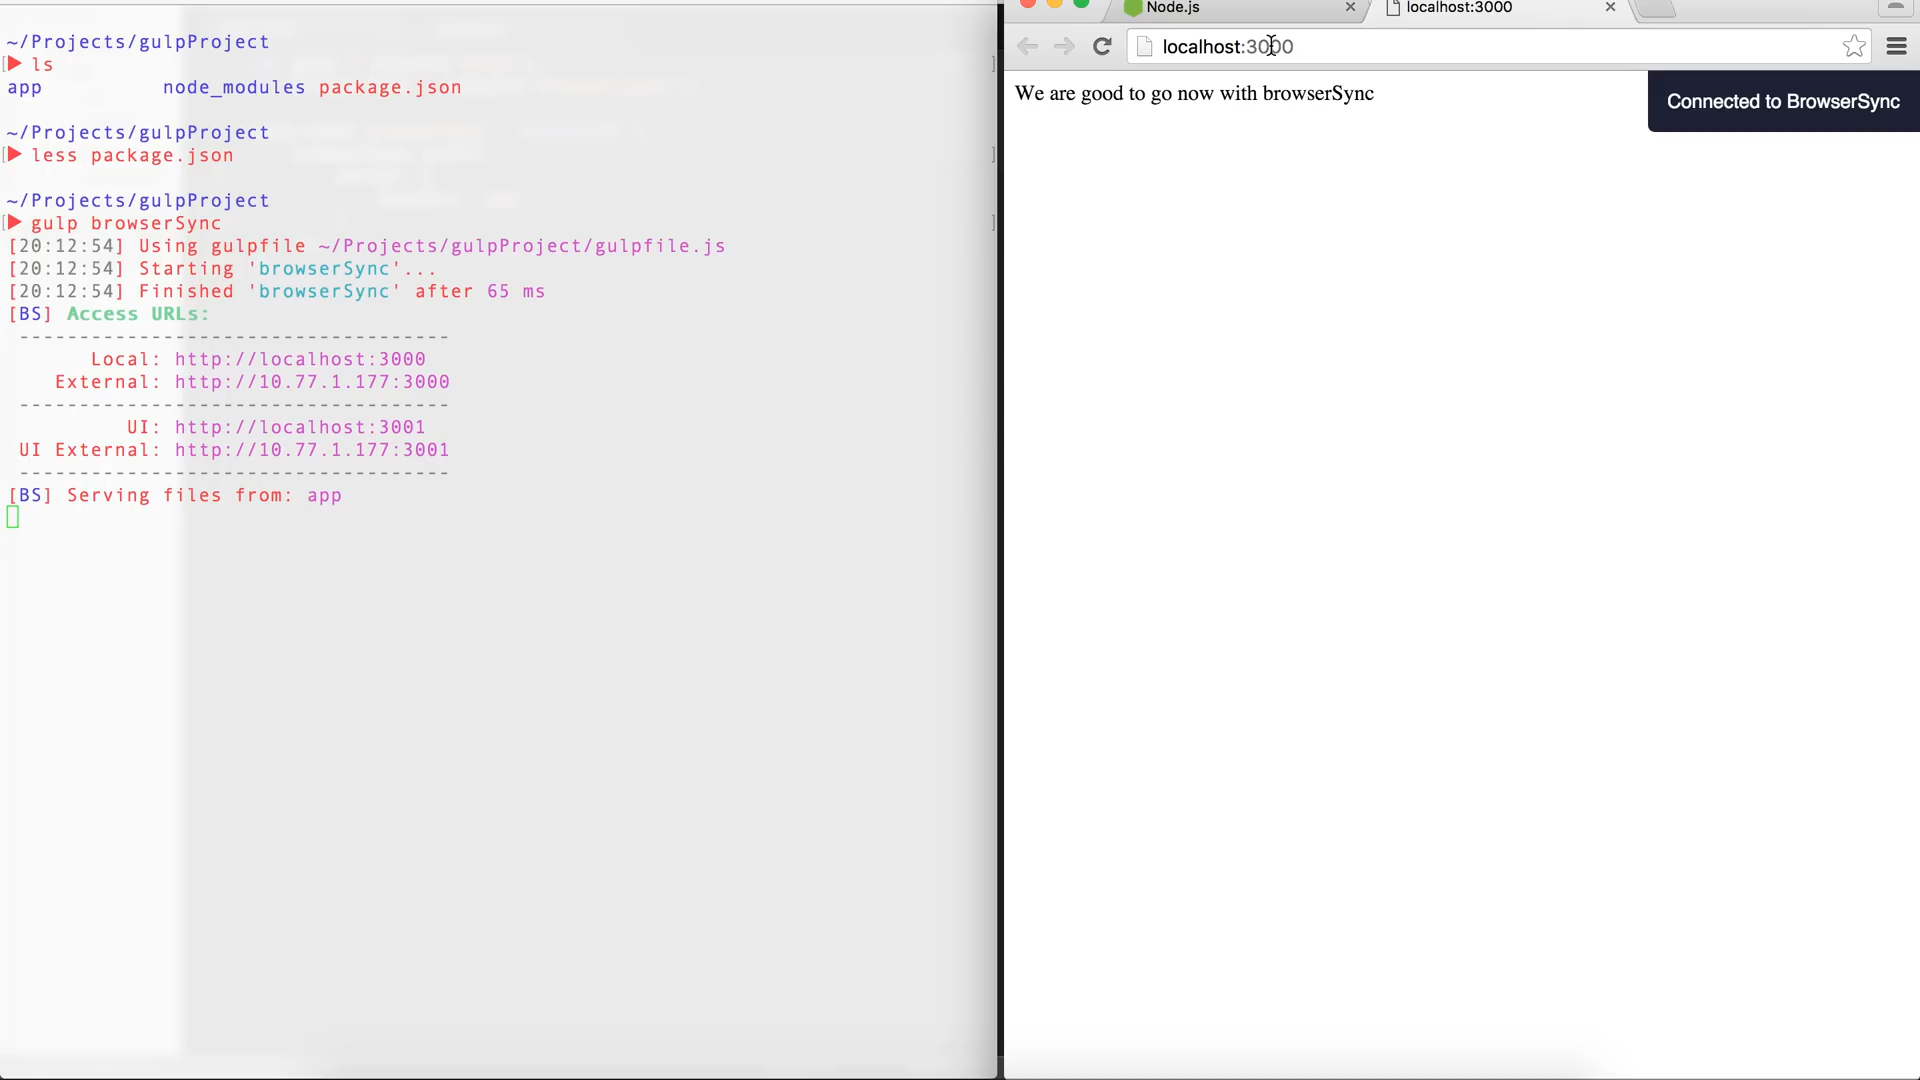 ~/Projects/gulpProject
ls
app node_modules package.json
~/Projects/gulpProject
less package.json
~/Projects/gulpProject
gulp browserSync
[20:12:54] Using gulpfile ~/Projects/gulpProject/gulpfile.js
[20:12:54] Starting 'browserSync'...
[20:12:54] Finished 'browserSync' after 65 ms
[BS] Access URLs:
-----------------------------------
Local: http://localhost:3000
External: http://10.77.1.177:3000
-----------------------------------
UI: http://localhost:3001
UI External: http://10.77.1.177:3001
-----------------------------------
[BS] Serving files from: app
Node.js
localhost:3000
localhost:3000
We are good to go now with browserSync
Connected to BrowserSync